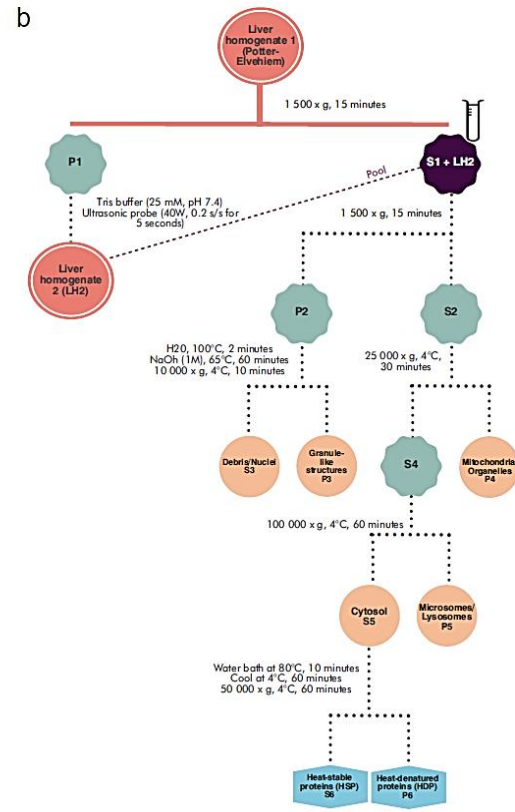 b
Liver
homogenate 1
(Potter-
Elvehiem)
1 500 x g, 15 minutes
P1
S1 + LH2
Pool
Tris buffer (25 mM, pH 7.4)
Ultrasonic probe (40W, 0.2 s/s for
5 seconds)
1 500 x g, 15 minutes
Liver
homogenate
2 (LH2)
P2
S2
H20, 100°C, 2 minutes
NaOh (1M), 65°C, 60 minutes
10 000 x g, 4°C, 10 minutes
25 000 x g, 4°C,
30 minutes
Debris/Nuclei
S3
Granule-
like
structures
P3
S4
Mitochondria
Organelles
P4
100 000 x g, 4°C, 60 minutes
Cytosol
S5
Microsomes/
Lysosomes
P5
Water bath at 80°C, 10 minutes
Cool at 4°C, 60 minutes
50 000 x g, 4°C, 60 minutes
Heat-stable
proteins (HSP)
S6
Heat-denatured
proteins (HDP)
P6